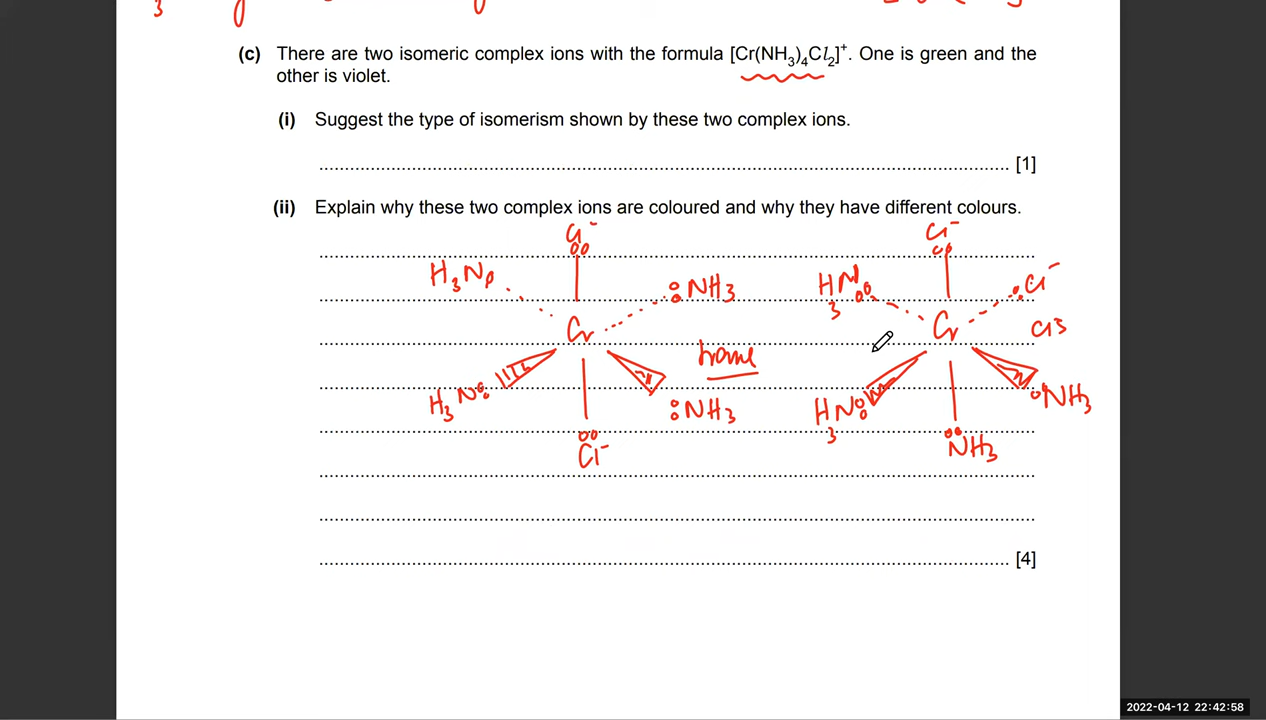 3
(c) There are two isomeric complex ions with the formula [Cr(NH₃)₄Cl₂]⁺. One is green and the
other is violet.
(i) Suggest the type of isomerism shown by these two complex ions.
[1]
(ii) Explain why these two complex ions are coloured and why they have different colours.
Cl⁻ Cl⁻
H₃N NH₃ H₃N Cl⁻
Cr Cr cis
trans
H₃N NH₃ H₃N NH₃
Cl⁻ NH₃
[4]
2022-04-12 22:42:58